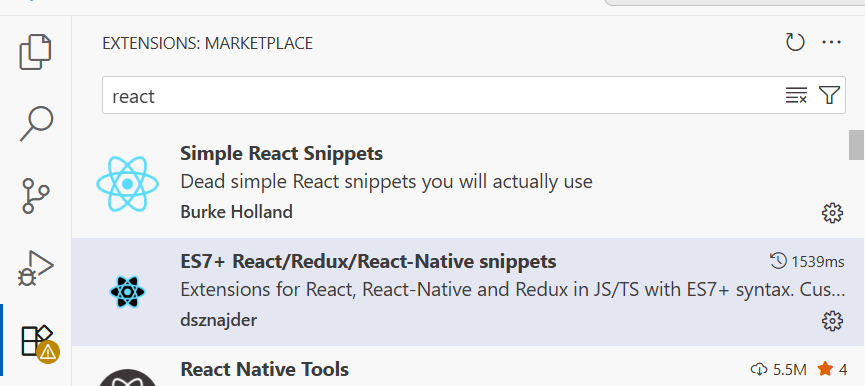 EXTENSIONS: MARKETPLACE
react
Simple React Snippets
Dead simple React snippets you will actually use
Burke Holland
ES7+ React/Redux/React-Native snippets 1539ms
Extensions for React, React-Native and Redux in JS/TS with ES7+ syntax. Cus...
dsznajder
React Native Tools 5.5M 4